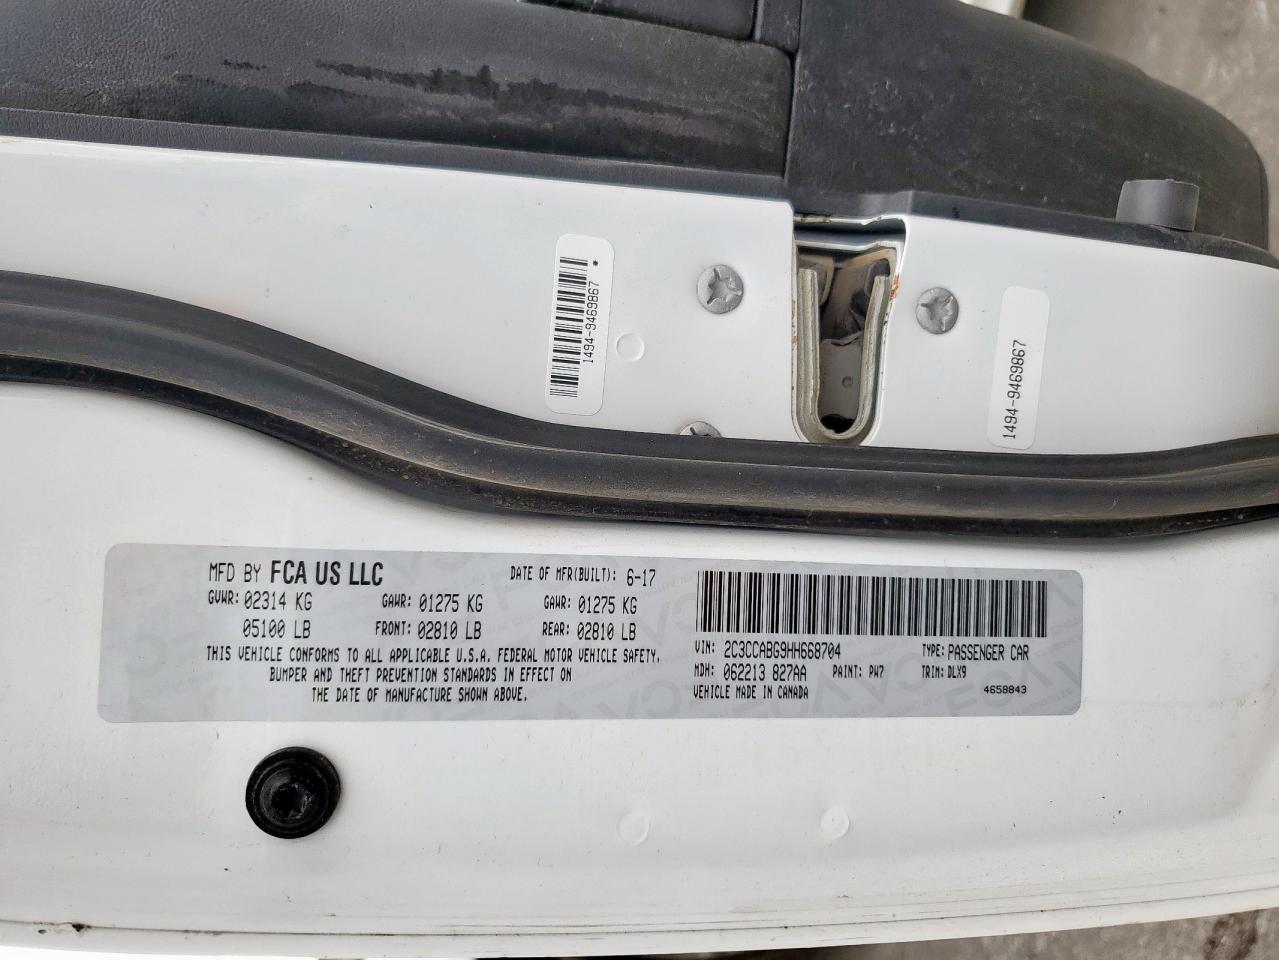 1494-9469867 *
1494-9469867
MFD BY FCA US LLC
DATE OF MFR(BUILT): 6-17
GVWR: 02314 KG GAWR: 01275 KG GAWR: 01275 KG
05100 LB FRONT: 02810 LB REAR: 02810 LB
THIS VEHICLE CONFORMS TO ALL APPLICABLE U.S.A. FEDERAL MOTOR VEHICLE SAFETY,
BUMPER AND THEFT PREVENTION STANDARDS IN EFFECT ON
THE DATE OF MANUFACTURE SHOWN ABOVE.
VIN: 2C3CCABG9HH668704 TYPE: PASSENGER CAR
MDH: 062213 827AA PAINT: PW7 TRIM: DLX9
VEHICLE MADE IN CANADA 4658843